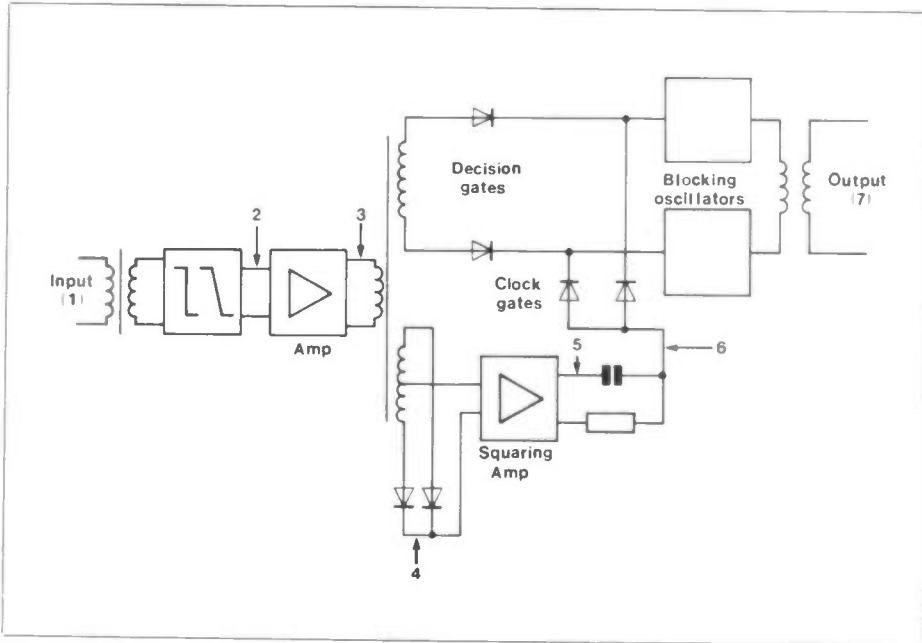 Decision
gates
Blocking
oscillators
Output
(7)
2
3
Input
(1)
Clock
gates
Amp
5
6
Squaring
Amp
4